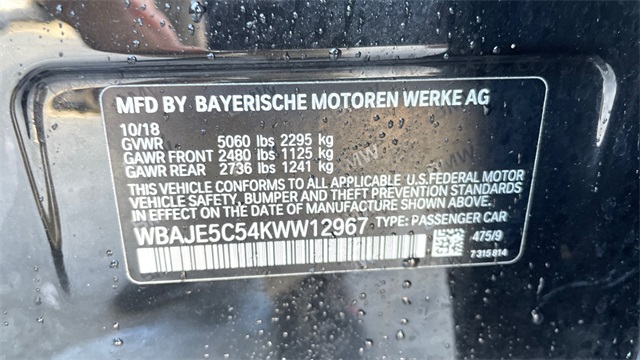 MFD BY BAYERISCHE MOTOREN WERKE AG
10/18
GVWR 5060 lbs 2295 kg
GAWR FRONT 2480 lbs 1125 kg
GAWR REAR 2736 lbs 1241 kg
THIS VEHICLE CONFORMS TO ALL APPLICABLE U.S.FEDERAL MOTOR
VEHICLE SAFETY, BUMPER AND THEFT PREVENTION STANDARDS
IN EFFECT ON THE DATE OF MANUFACTURE SHOWN ABOVE.
WBAJE5C54KWW12967 TYPE: PASSENGER CAR
475/9
7315814